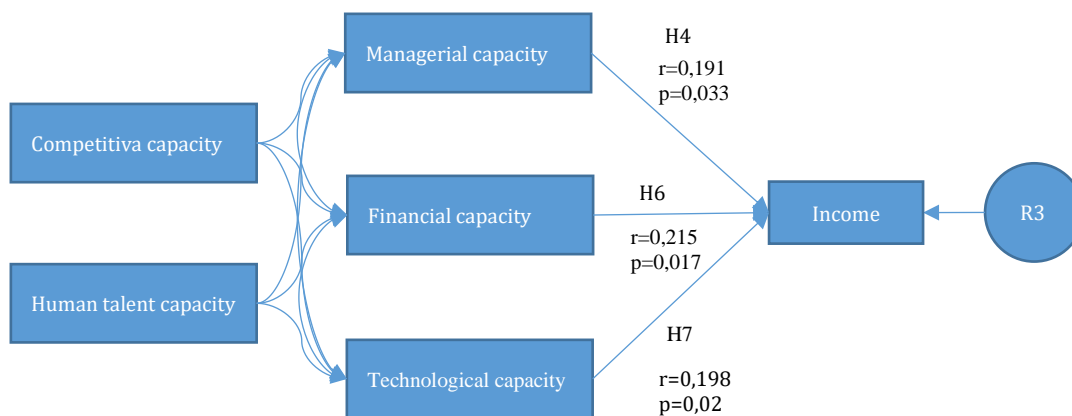 Managerial capacity
H4
r=0,191
p=0,033
Competitiva capacity
Financial capacity
H6
r=0,215
p=0,017
Income
R3
Human talent capacity
H7
Technological capacity
r=0,198
p=0,02